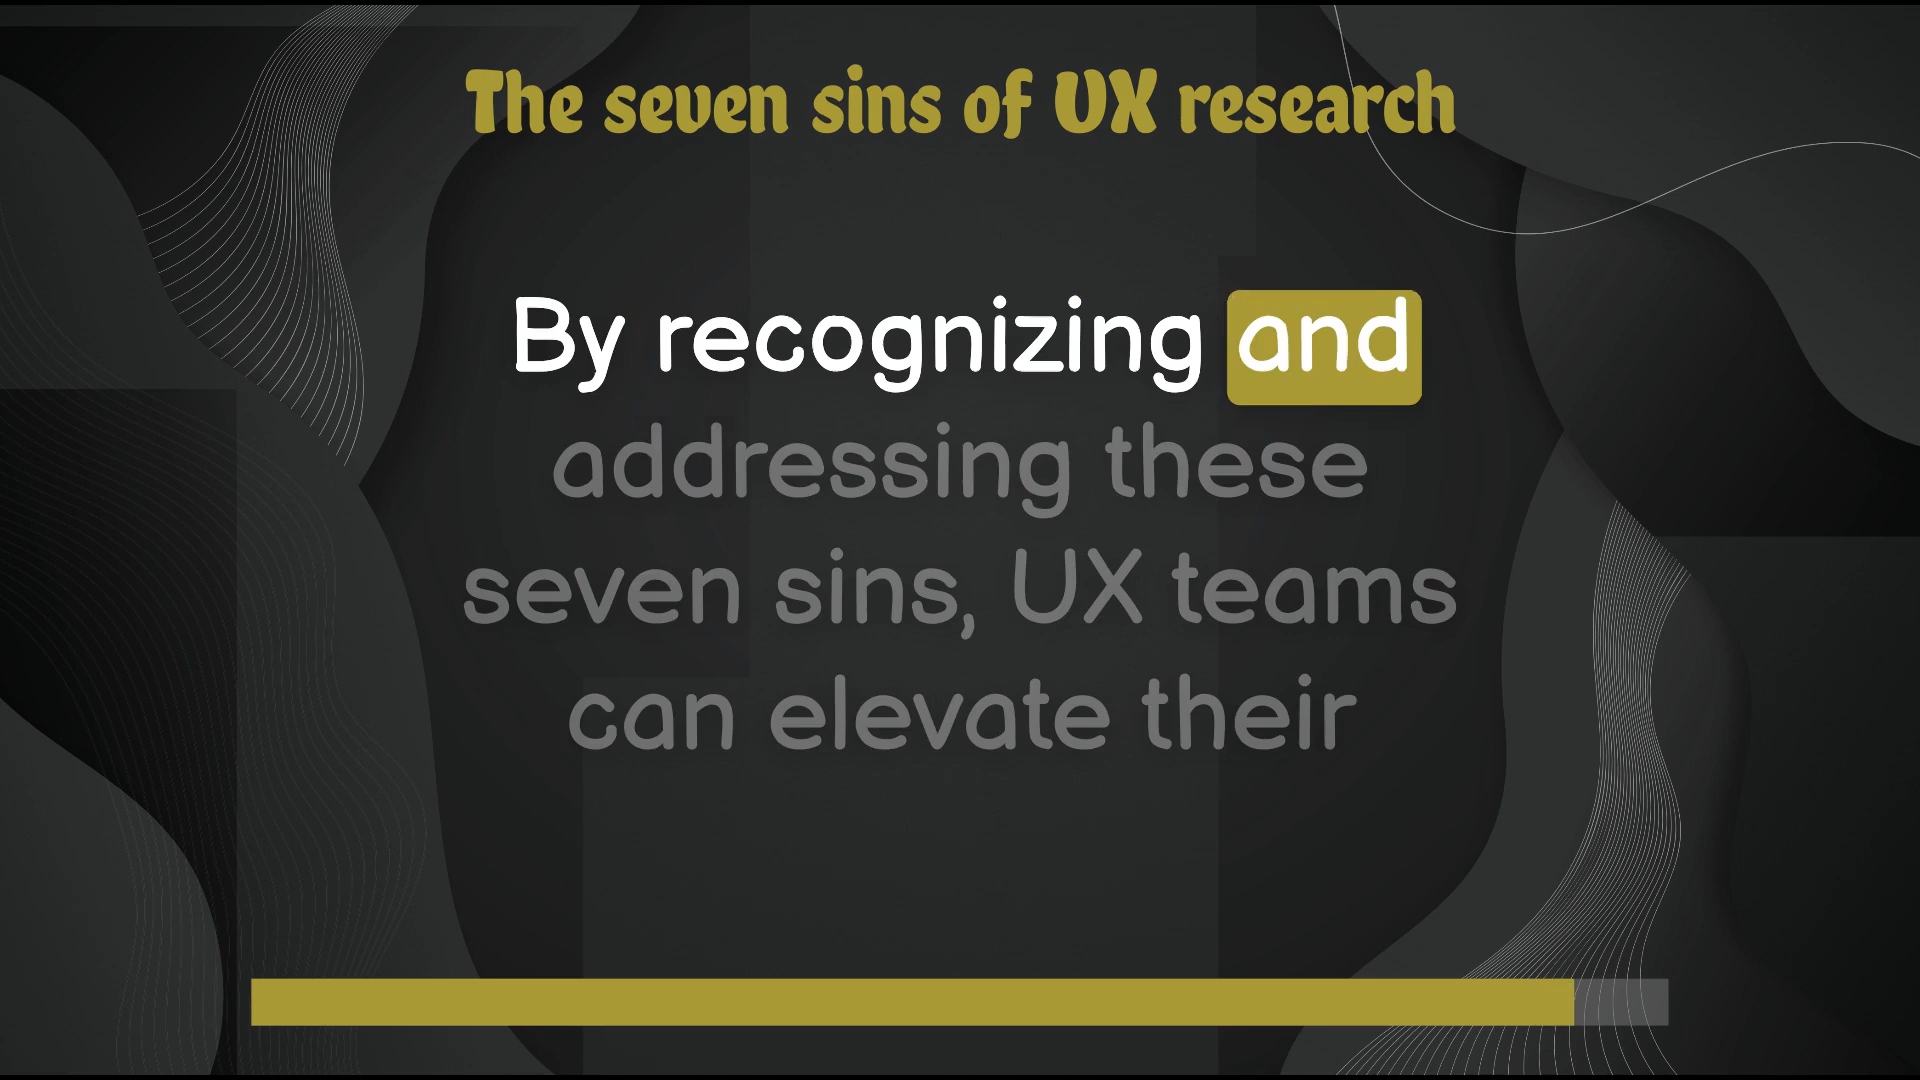 The seven sins of UX research
By recognizing and
addressing these
seven sins, UX teams
can elevate their